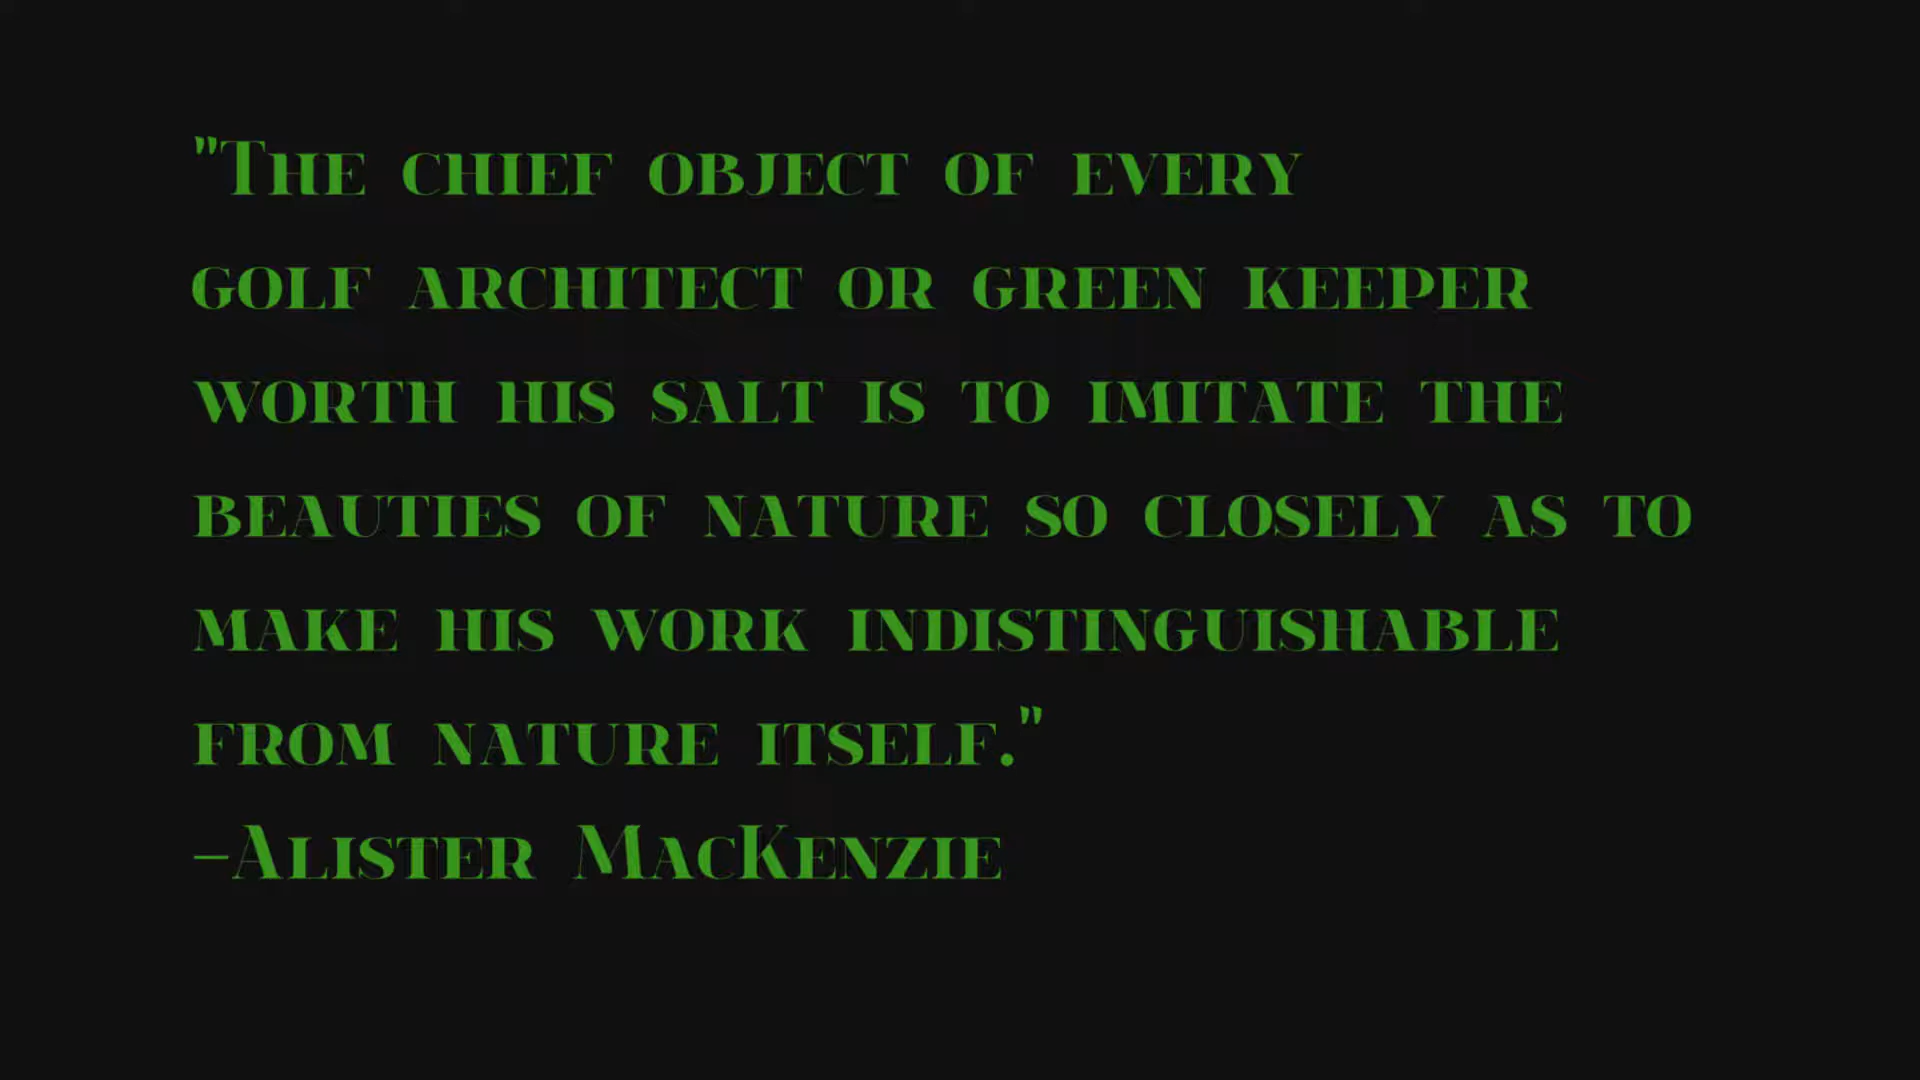 "The chief object of every
golf architect or green keeper
worth his salt is to imitate the
beauties of nature so closely as to
make his work indistinguishable
from nature itself."
–Alister MacKenzie